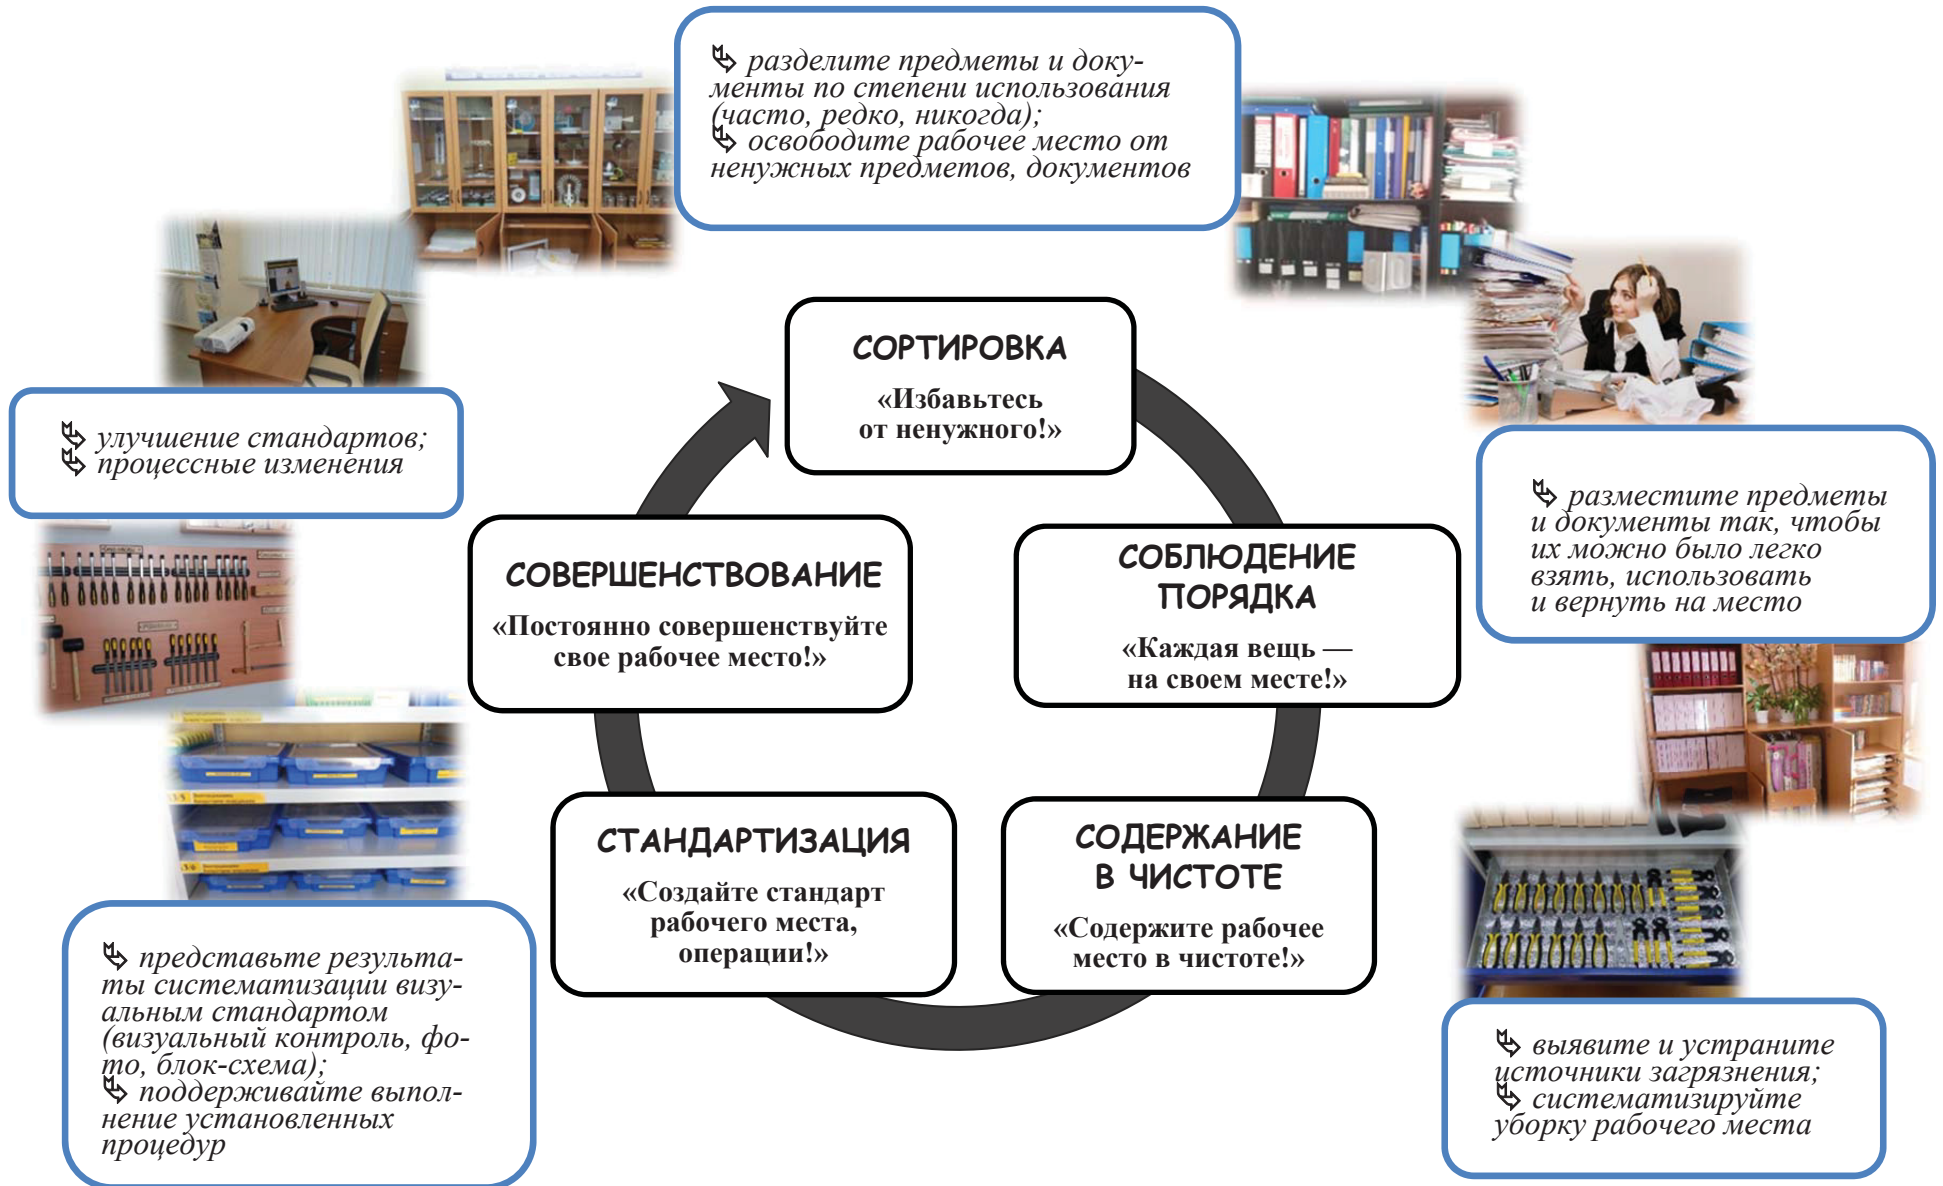 ↳ разделите предметы и доку-
менты по степени использования
(часто, редко, никогда);
↳ освободите рабочее место от
ненужных предметов, документов
СОРТИРОВКА
«Избавьтесь
от ненужного!»
↳ улучшение стандартов;
↳ процессные изменения
↳ разместите предметы
и документы так, чтобы
их можно было легко
взять, использовать
и вернуть на место
СОВЕРШЕНСТВОВАНИЕ
«Постоянно совершенствуйте
свое рабочее место!»
СОБЛЮДЕНИЕ
ПОРЯДКА
«Каждая вещь —
на своем месте!»
СТАНДАРТИЗАЦИЯ
«Создайте стандарт
рабочего места,
операции!»
СОДЕРЖАНИЕ
В ЧИСТОТЕ
«Содержите рабочее
место в чистоте!»
↳ представьте результа-
ты систематизации визу-
альным стандартом
(визуальный контроль, фо-
то, блок-схема);
↳ поддерживайте выпол-
нение установленных
процедур
↳ выявите и устраните
источники загрязнения;
↳ систематизируйте
уборку рабочего места